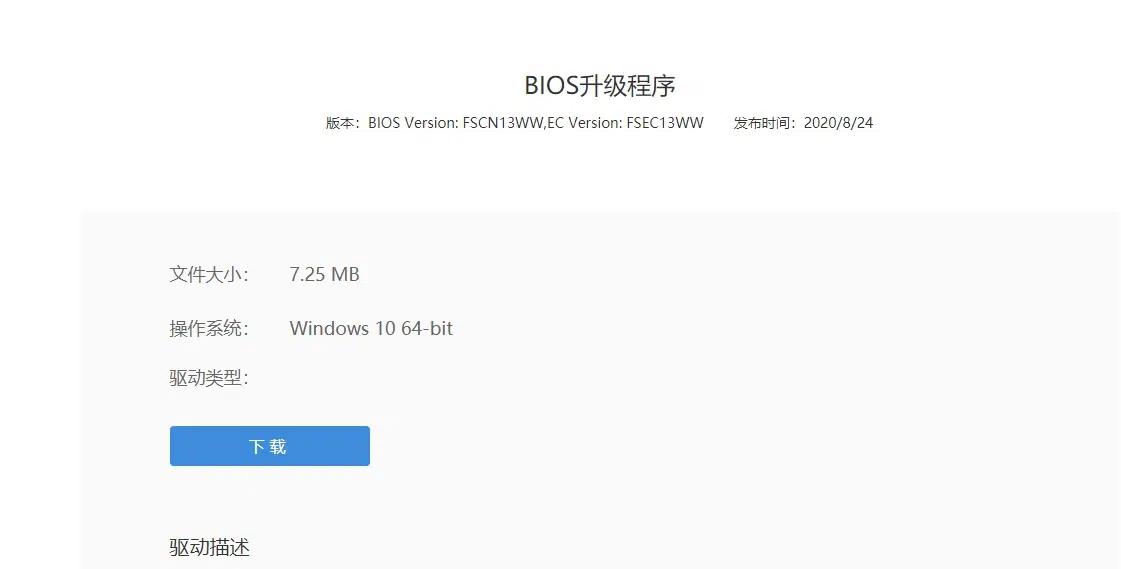 BIOS升级程序
版本：BIOS Version: FSCN13WW,EC Version: FSEC13WW 发布时间：2020/8/24
文件大小： 7.25 MB
操作系统： Windows 10 64-bit
驱动类型：
下载
驱动描述